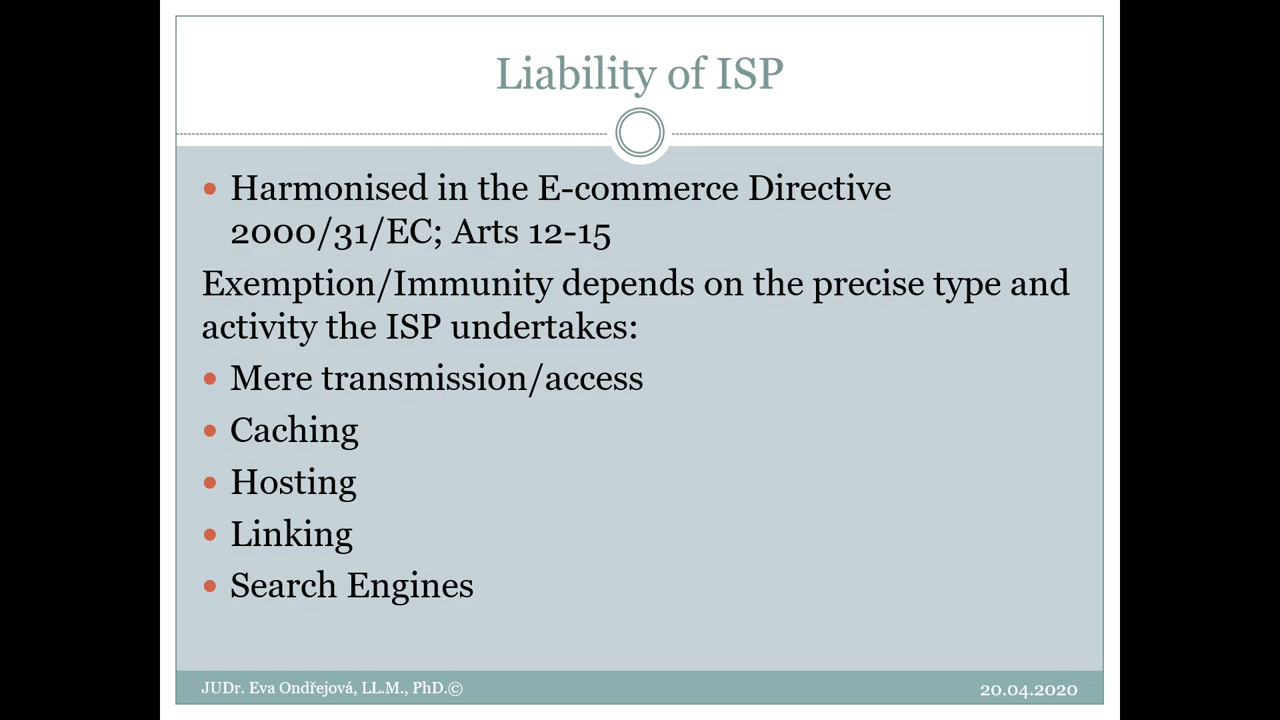 Liability of ISP
• Harmonised in the E-commerce Directive
2000/31/EC; Arts 12-15
Exemption/Immunity depends on the precise type and
activity the ISP undertakes:
• Mere transmission/access
• Caching
• Hosting
• Linking
• Search Engines
JUDr. Eva Ondřejová, LL.M., PhD.©
20.04.2020